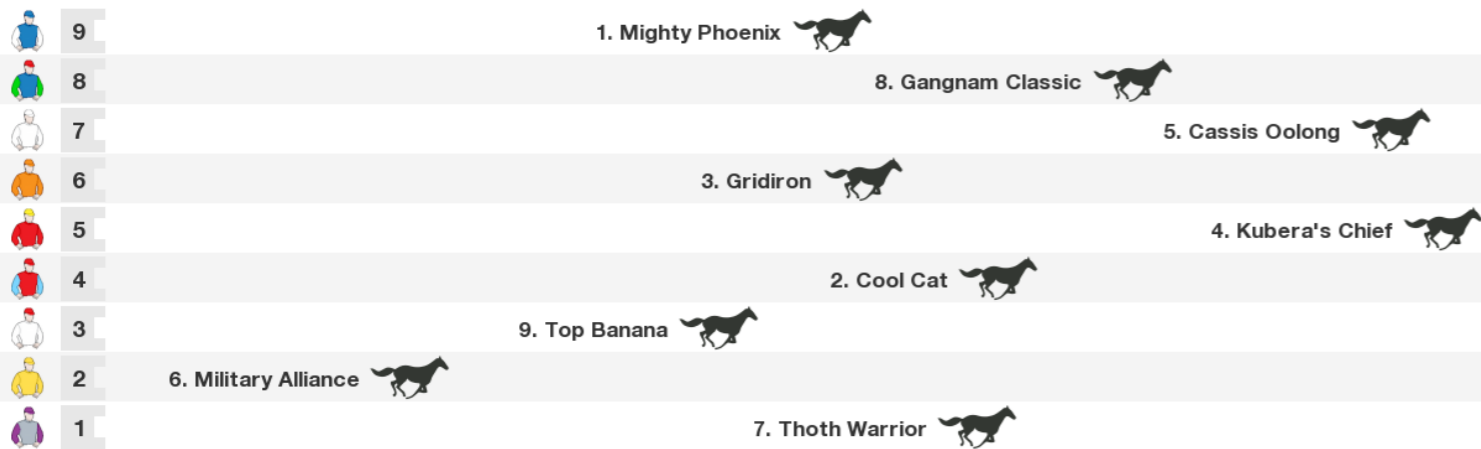 9 1. Mighty Phoenix
8 8. Gangnam Classic
7 5. Cassis Oolong
6 3. Gridiron
5 4. Kubera's Chief
4 2. Cool Cat
3 9. Top Banana
2 6. Military Alliance
1 7. Thoth Warrior